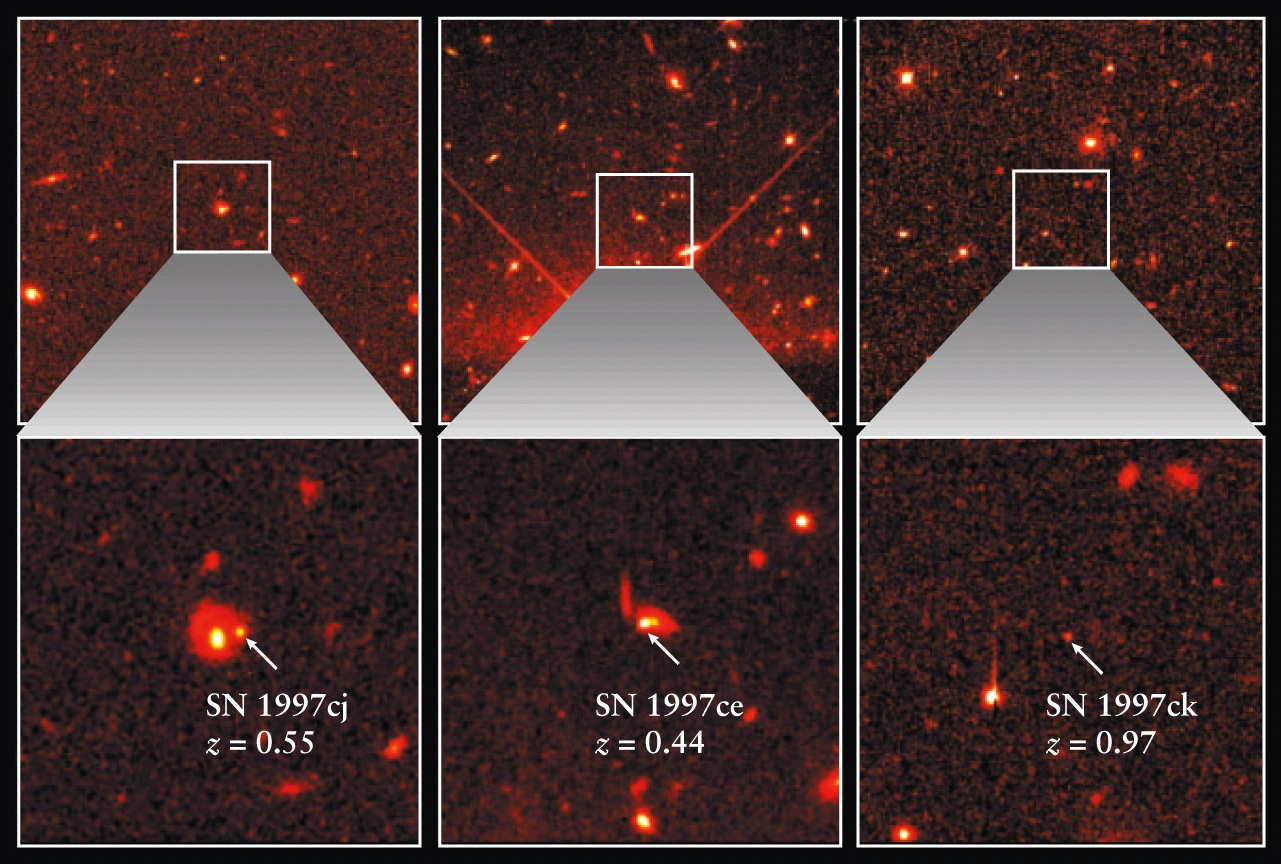 SN 1997cj
z = 0.55
SN 1997ce
z = 0.44
SN 1997ck
z = 0.97